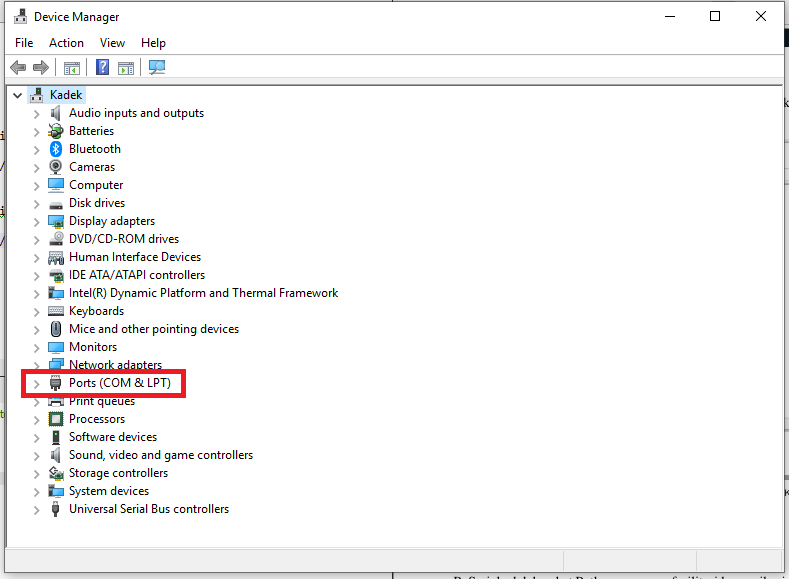 Device Manager
File Action View Help
Kadek
Audio inputs and outputs
Batteries
Bluetooth
Cameras
Computer
Disk drives
Display adapters
DVD/CD-ROM drives
Human Interface Devices
IDE ATA/ATAPI controllers
Intel(R) Dynamic Platform and Thermal Framework
Keyboards
Mice and other pointing devices
Monitors
Network adapters
Ports (COM & LPT)
Print queues
Processors
Software devices
Sound, video and game controllers
Storage controllers
System devices
Universal Serial Bus controllers